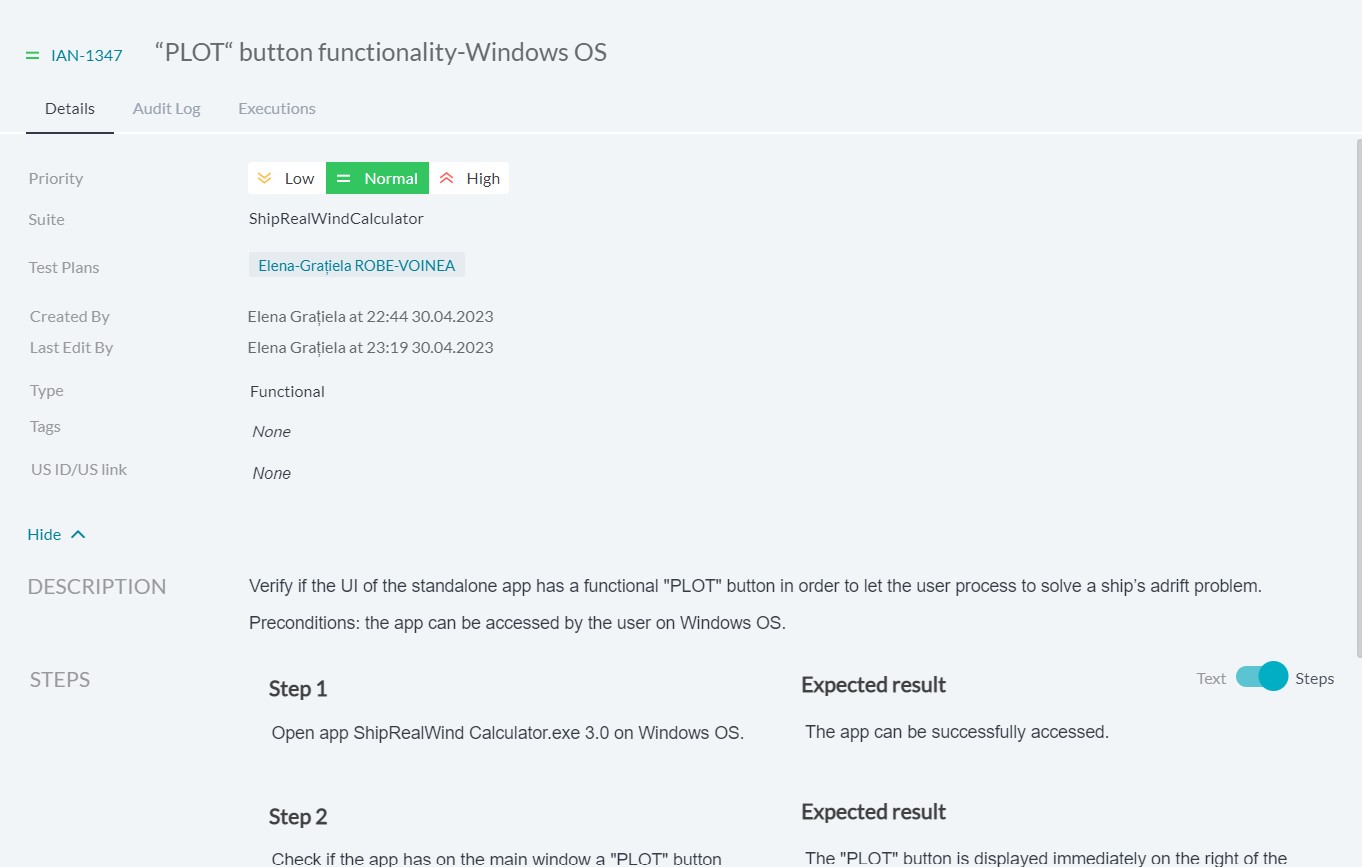 IAN-1347 “PLOT“ button functionality-Windows OS
Details Audit Log Executions
Priority Low Normal High
Suite ShipRealWindCalculator
Test Plans Elena-Grațiela ROBE-VOINEA
Created By Elena Grațiela at 22:44 30.04.2023
Last Edit By Elena Grațiela at 23:19 30.04.2023
Type Functional
Tags None
US ID/US link None
Hide
DESCRIPTION Verify if the UI of the standalone app has a functional "PLOT" button in order to let the user process to solve a ship’s adrift problem.
Preconditions: the app can be accessed by the user on Windows OS.
STEPS Step 1 Expected result Text Steps
Open app ShipRealWind Calculator.exe 3.0 on Windows OS. The app can be successfully accessed.
Step 2 Expected result
Check if the app has on the main window a "PLOT" button The "PLOT" button is displayed immediately on the right of the